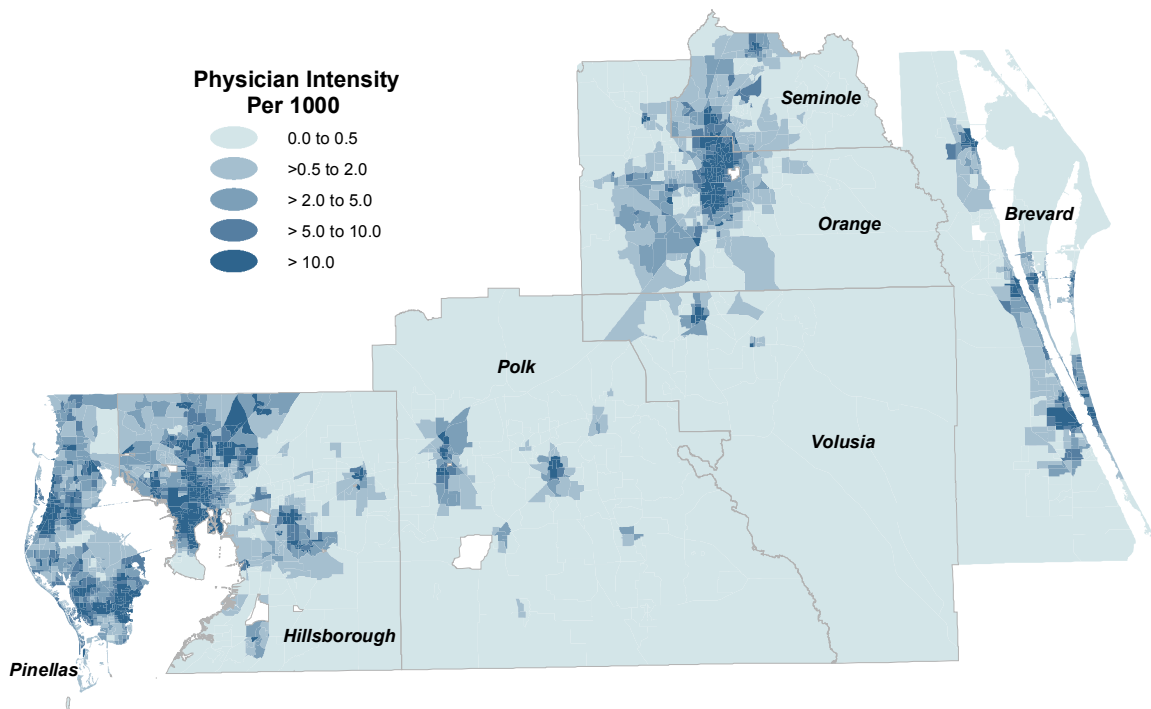 Physician Intensity
Per 1000
0.0 to 0.5
>0.5 to 2.0
> 2.0 to 5.0
> 5.0 to 10.0
> 10.0
Seminole
Orange
Brevard
Polk
Volusia
Hillsborough
Pinellas